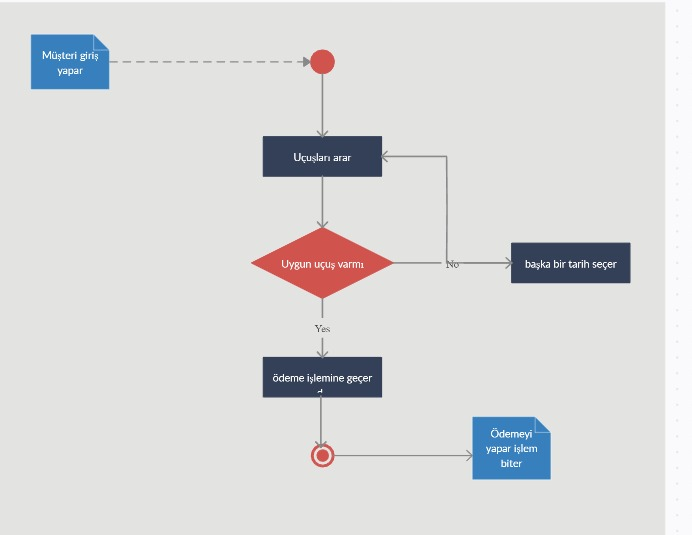 Müşteri giriş
yapar
Uçuşları arar
Uygun uçuş varmı
No
başka bir tarih seçer
Yes
ödeme işlemine geçer
Ödemeyi
yapar işlem
biter